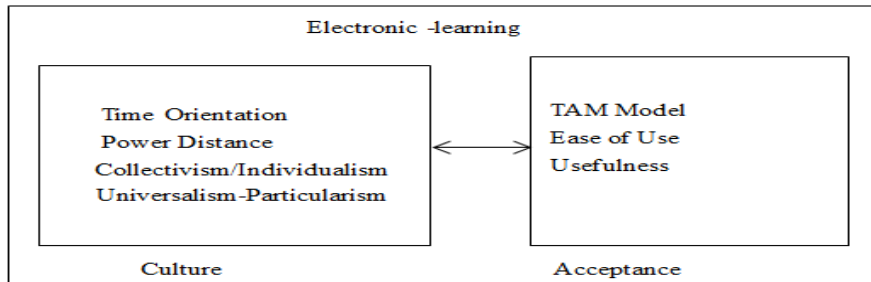 Electronic -learning
Time Orientation
Power Distance
Collectivism/Individualism
Universalism-Particularism
TAM Model
Ease of Use
Usefulness
Culture
Acceptance